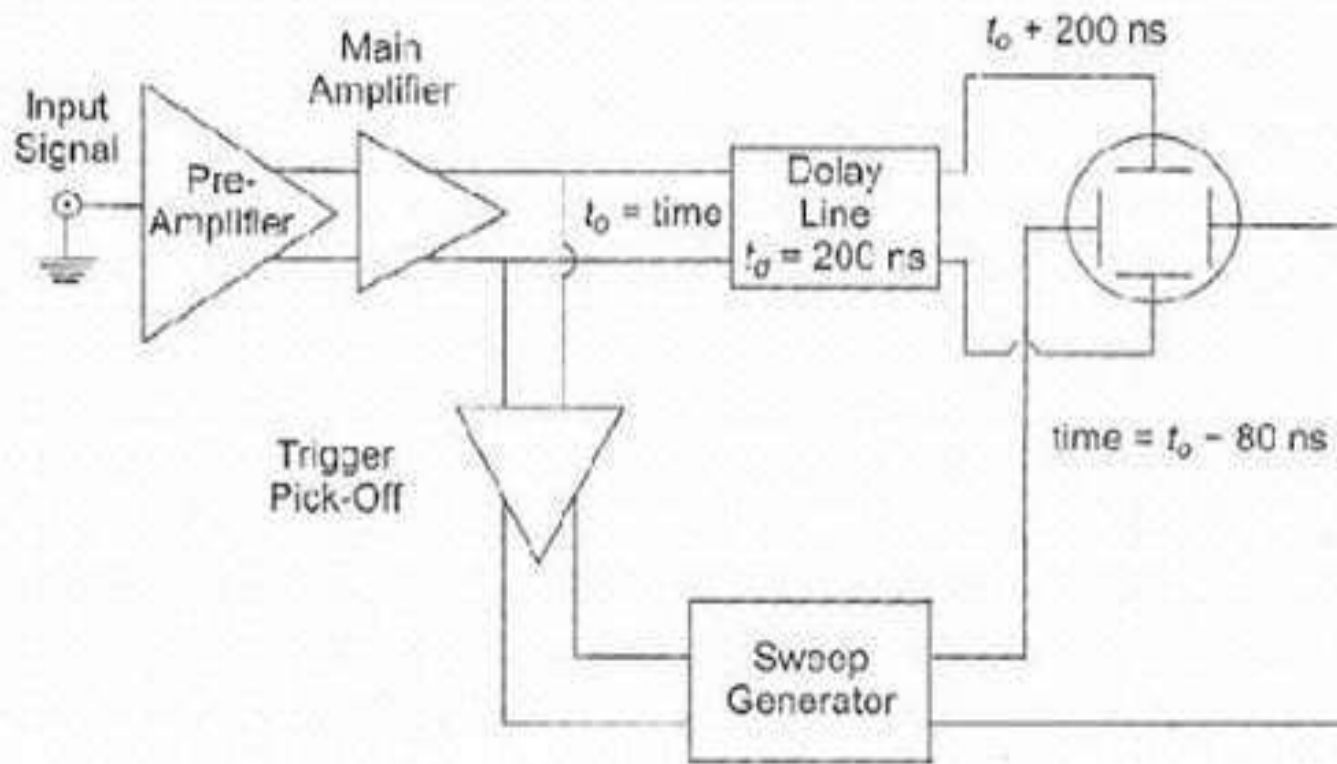 Input
Signal
Pre-
Amplifier
Main
Amplifier
t₀ = time
Delay
Line
t_d = 200 ns
t₀ + 200 ns
time = t₀ – 80 ns
Trigger
Pick-Off
Sweep
Generator